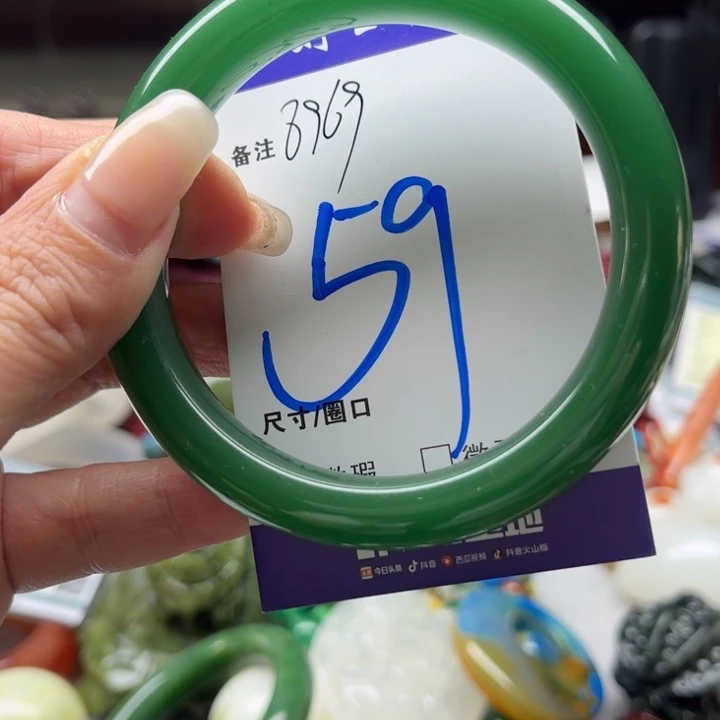 备注 8969
59
尺寸/圈口
瑕
今日头条 抖音 西瓜视频 抖音火山版